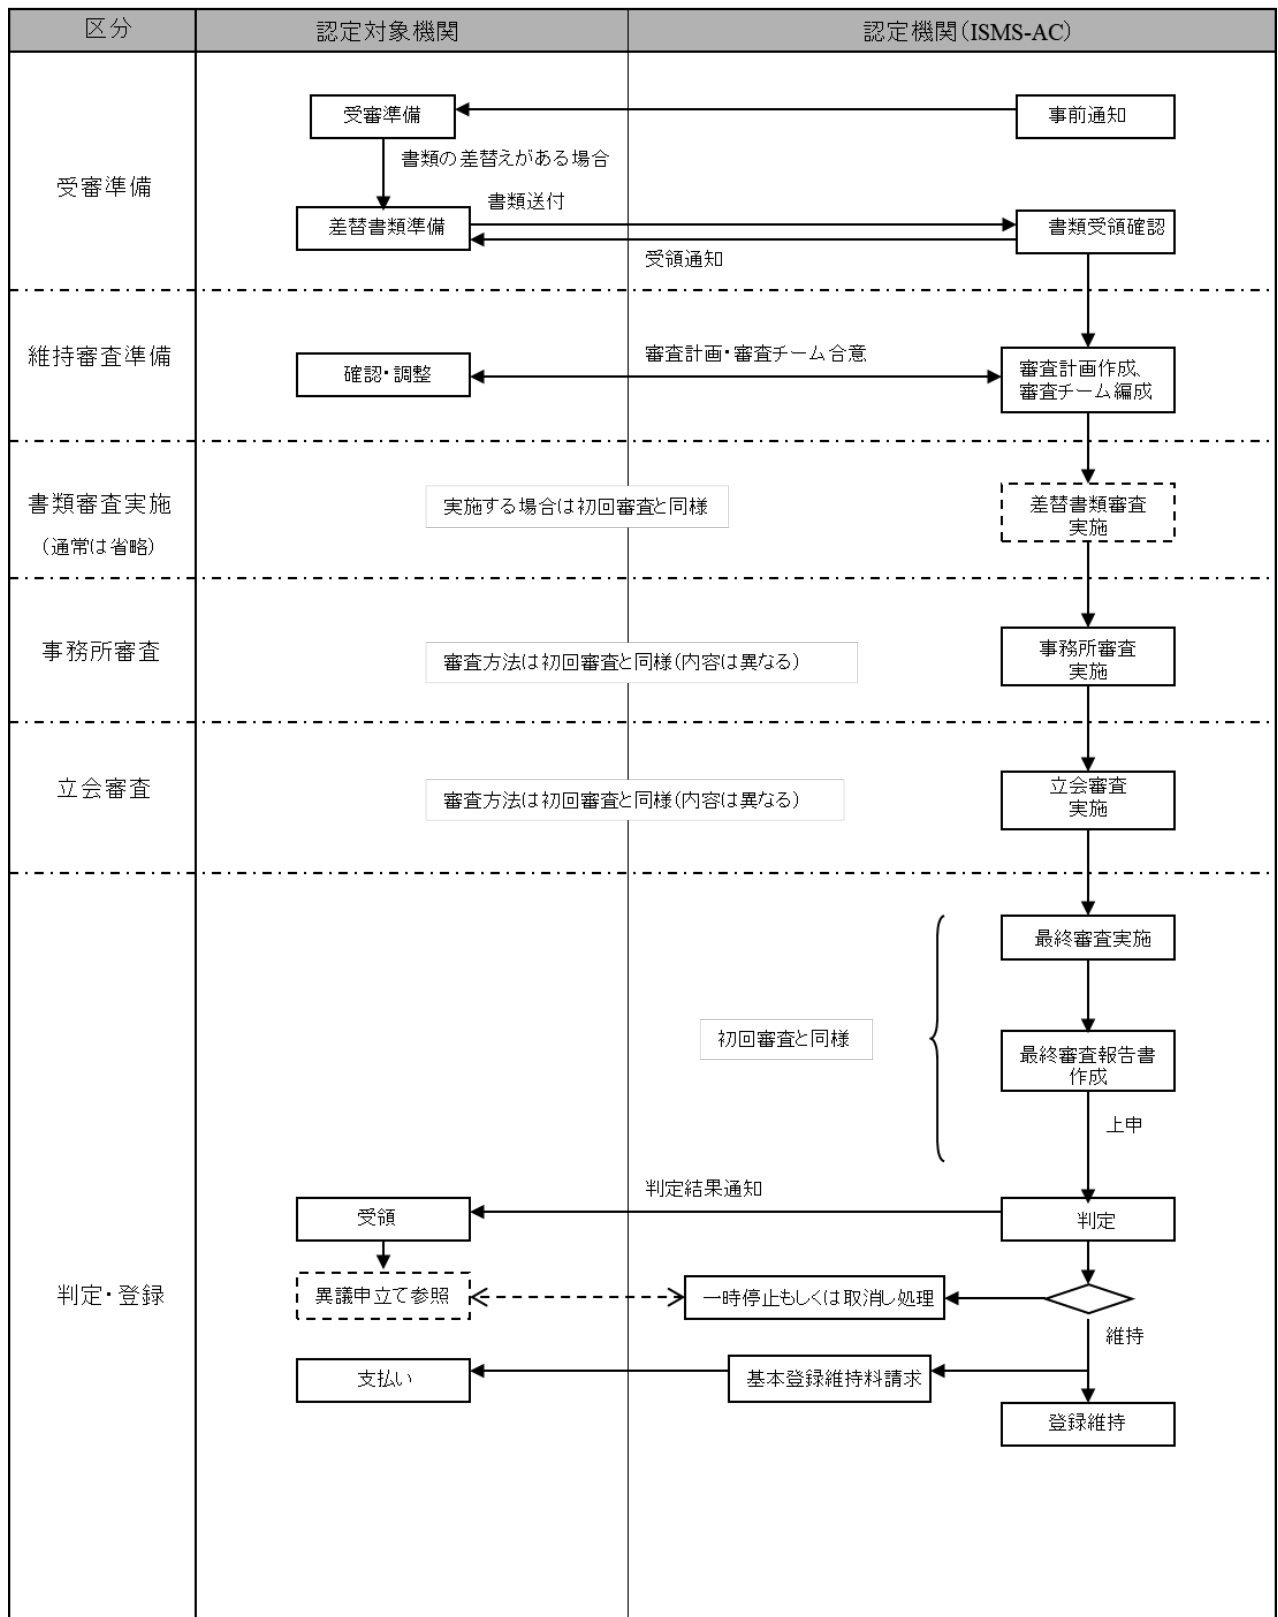 区分
認定対象機関
認定機関(ISMS-AC)
受審準備
受審準備
事前通知
書類の差替えがある場合
書類送付
差替書類準備
書類受領確認
受領通知
維持審査準備
確認・調整
審査計画・審査チーム合意
審査計画作成、
審査チーム編成
書類審査実施
(通常は省略)
実施する場合は初回審査と同様
差替書類審査
実施
事務所審査
審査方法は初回審査と同様(内容は異なる)
事務所審査
実施
立会審査
審査方法は初回審査と同様(内容は異なる)
立会審査
実施
最終審査実施
初回審査と同様
最終審査報告書
作成
上申
判定・登録
判定結果通知
受領
判定
異議申立て参照
一時停止もしくは取消し処理
維持
支払い
基本登録維持料請求
登録維持